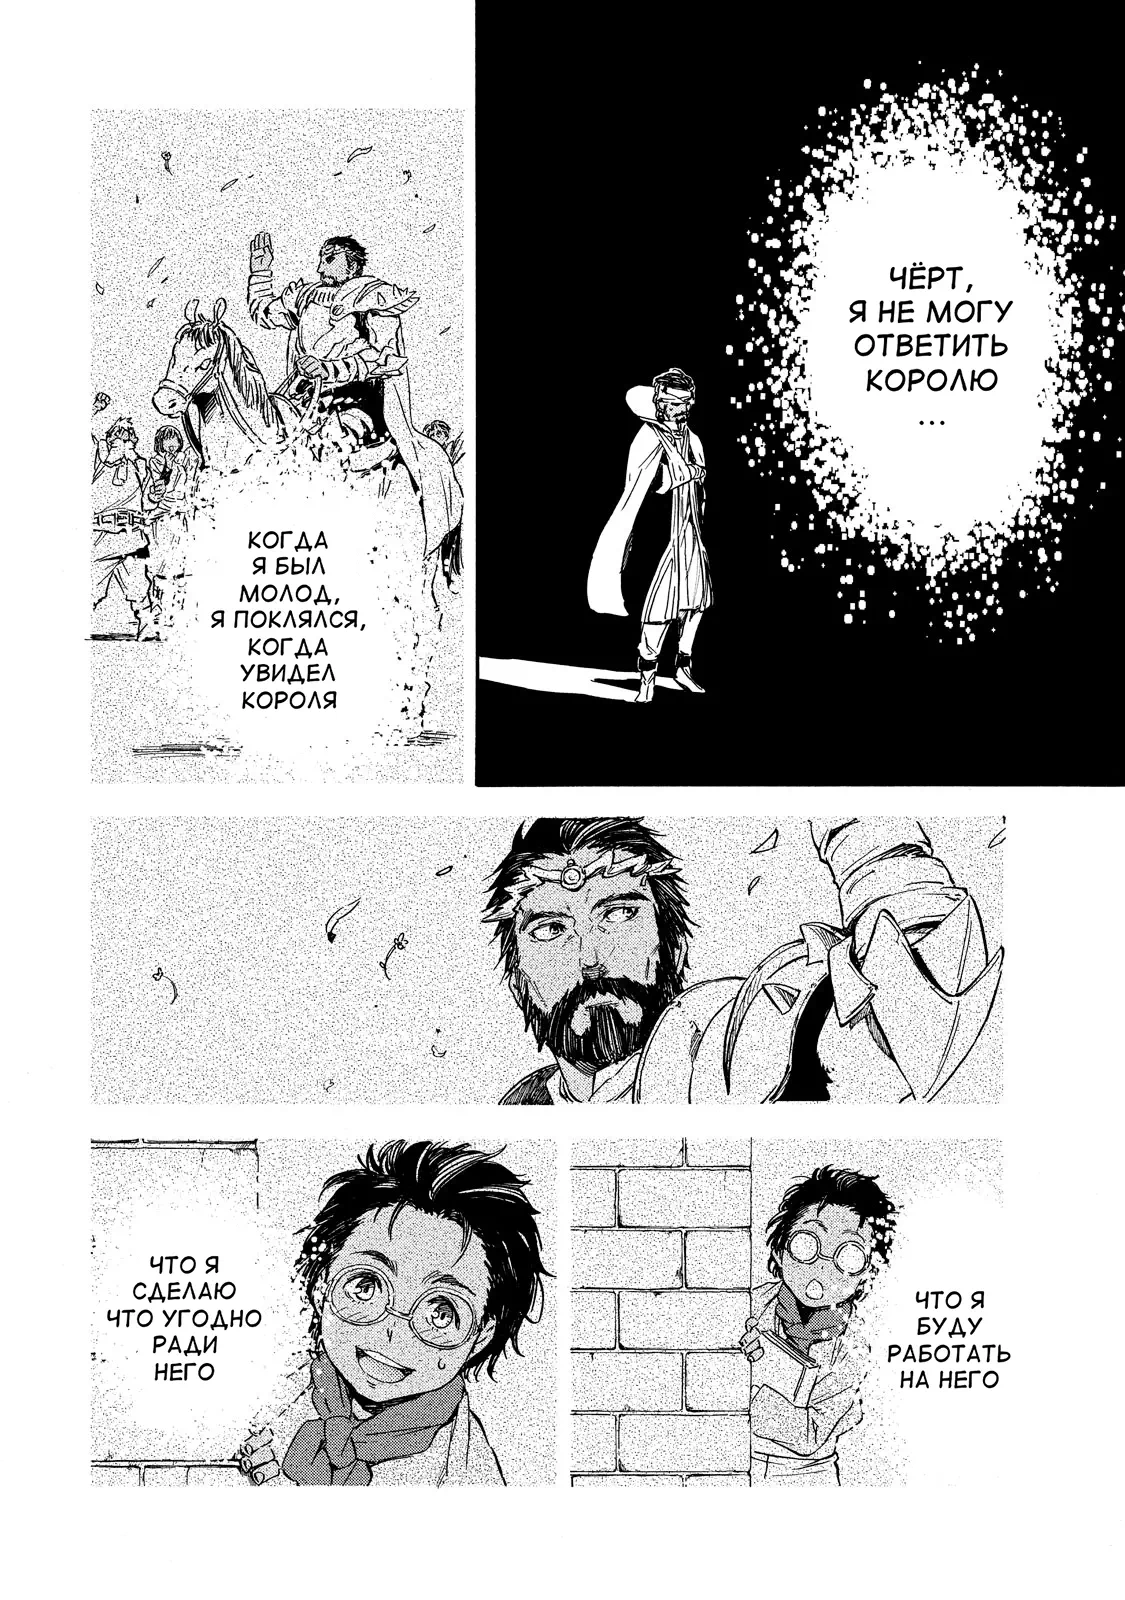 ЧЁРТ,
Я НЕ МОГУ
ОТВЕТИТЬ
КОРОЛЮ
...
КОГДА
Я БЫЛ
МОЛОД,
Я ПОКЛЯЛСЯ,
КОГДА
УВИДЕЛ
КОРОЛЯ
ЧТО Я
БУДУ
РАБОТАТЬ
НА НЕГО
ЧТО Я
СДЕЛАЮ
ЧТО УГОДНО
РАДИ
НЕГО